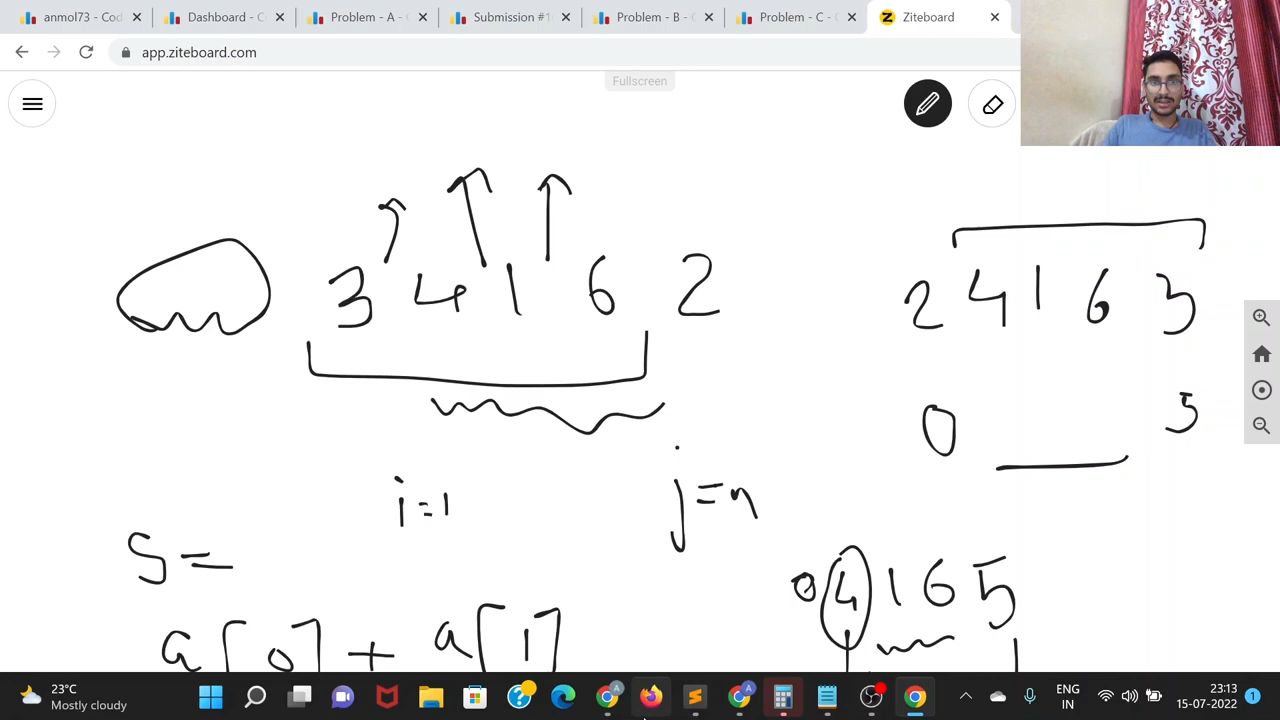 anmol73 - Cod
Dashboard - C
Problem - A - C
Submission #1
Problem - B - C
Problem - C - C
Ziteboard
app.ziteboard.com
Fullscreen
3 4 1 6 2
2 4 1 6 3
0 5
i=1
j=n
S=
0 4 1 6 5
a[0] + a[1]
23°C
Mostly cloudy
ENG
IN
23:13
15-07-2022
1